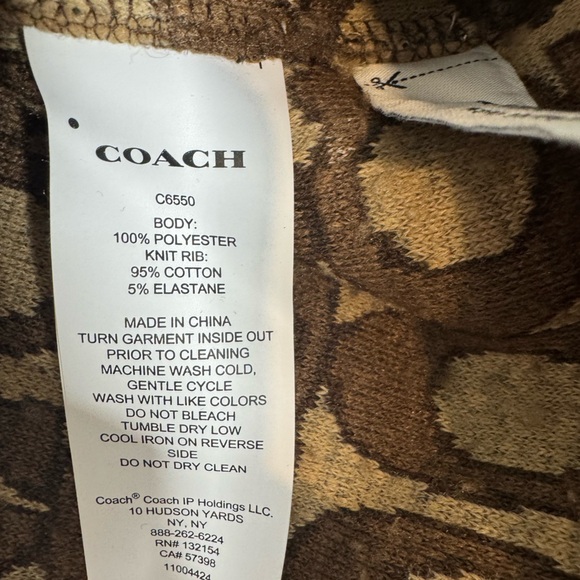 COACH
C6550
BODY:
100% POLYESTER
KNIT RIB:
95% COTTON
5% ELASTANE
MADE IN CHINA
TURN GARMENT INSIDE OUT
PRIOR TO CLEANING
MACHINE WASH COLD,
GENTLE CYCLE
WASH WITH LIKE COLORS
DO NOT BLEACH
TUMBLE DRY LOW
COOL IRON ON REVERSE
SIDE
DO NOT DRY CLEAN
Coach® Coach IP Holdings LLC.
10 HUDSON YARDS
NY, NY
888-262-6224
RN# 132154
CA# 57398
11004424